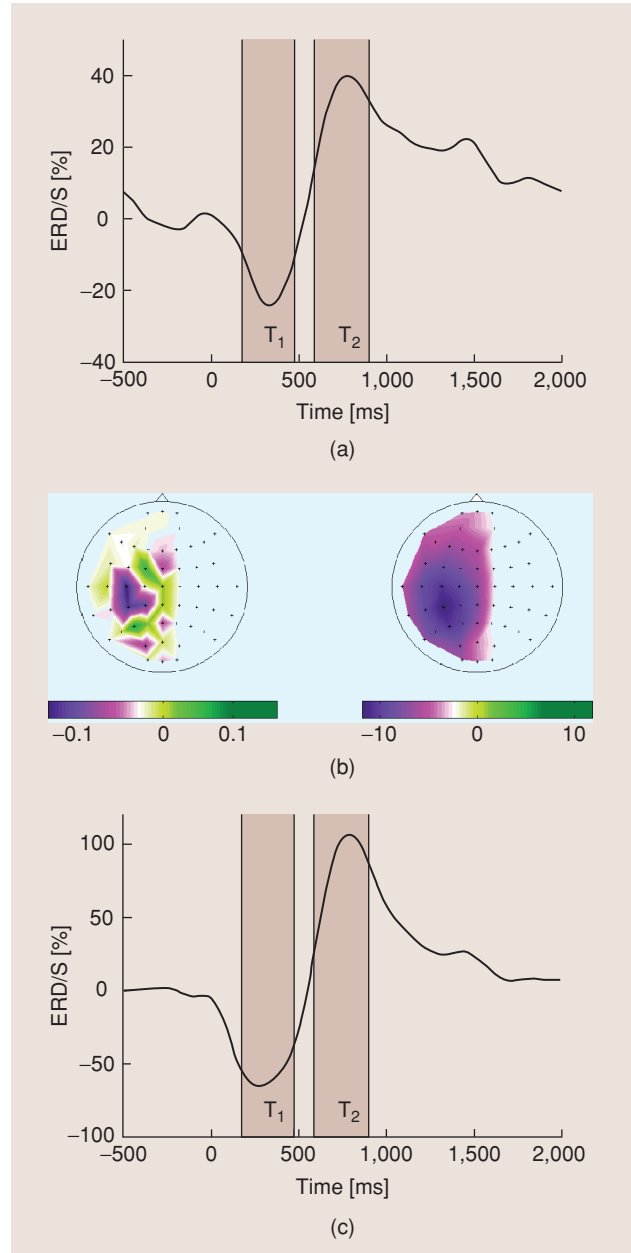 40
20
0
–20
–40
ERD/S [%]
T1
T2
–500 0 500 1,000 1,500 2,000
Time [ms]
(a)
–0.1 0 0.1
–10 0 10
(b)
100
50
0
–50
–100
ERD/S [%]
T1
T2
–500 0 500 1,000 1,500 2,000
Time [ms]
(c)